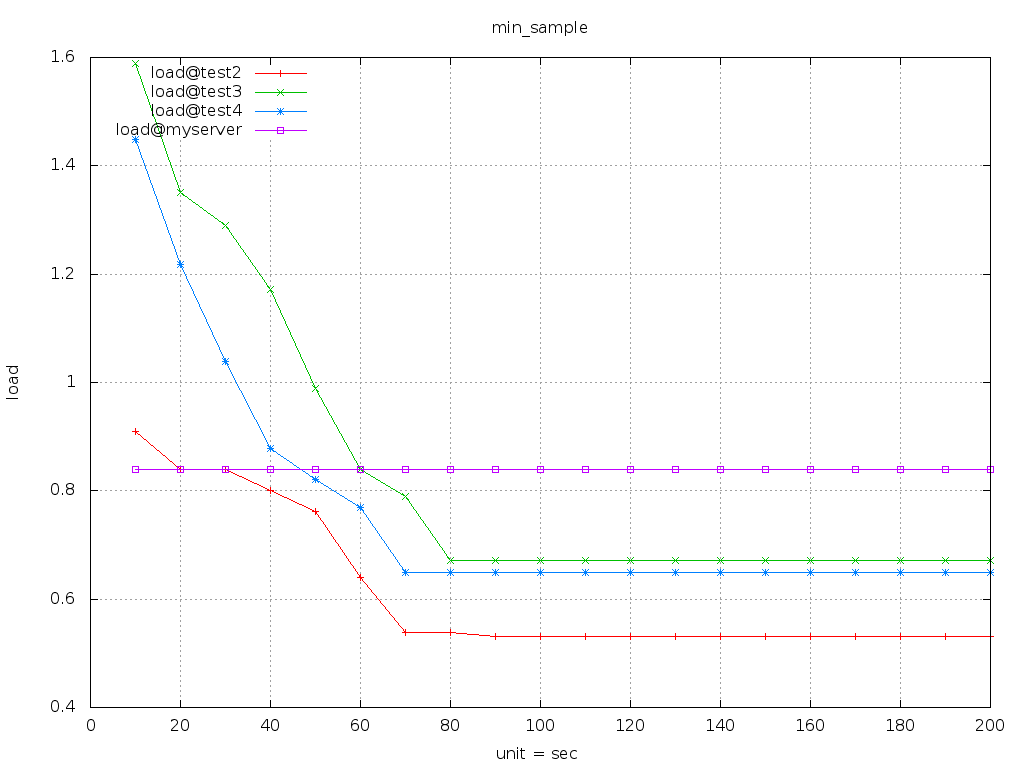 min_sample
1.6
load@test2
load@test3
load@test4
load@myserver
1.4
1.2
1
load
0.8
0.6
0.4
0 20 40 60 80 100 120 140 160 180 200
unit = sec